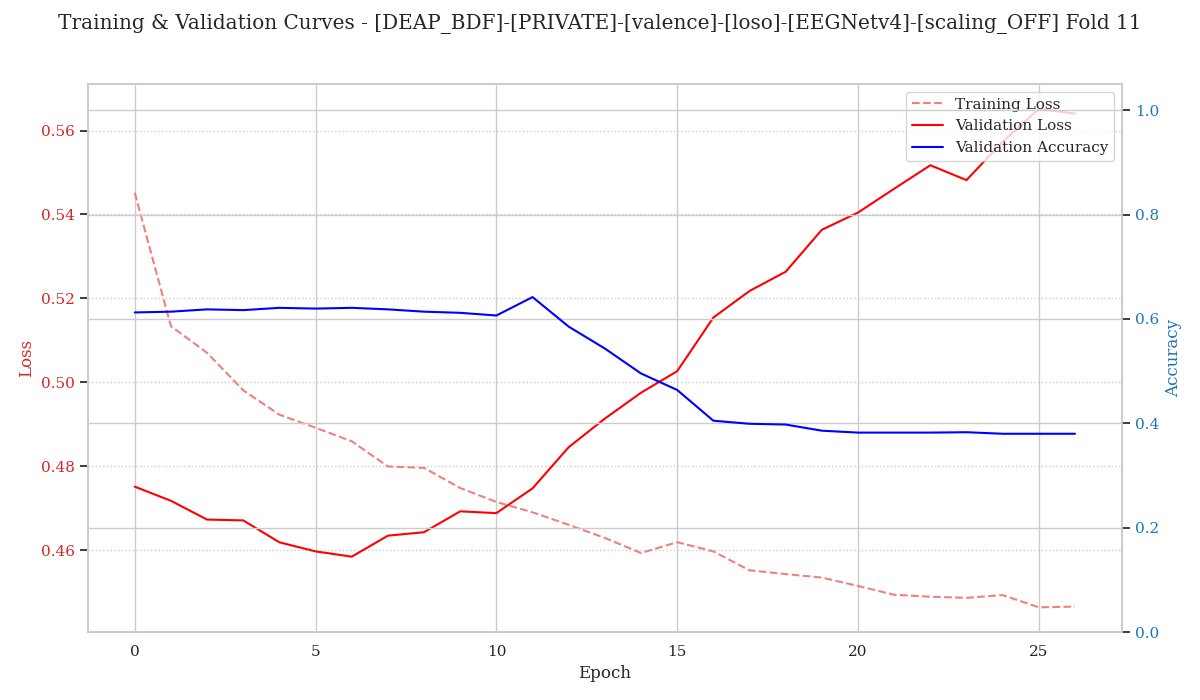 Training & Validation Curves - [DEAP_BDF]-[PRIVATE]-[valence]-[loso]-[EEGNetv4]-[scaling_OFF] Fold 11
Training Loss
Validation Loss
Validation Accuracy
0.56
0.54
0.52
0.50
0.48
0.46
Loss
1.0
0.8
0.6
0.4
0.2
0.0
Accuracy
0
5
10
15
20
25
Epoch